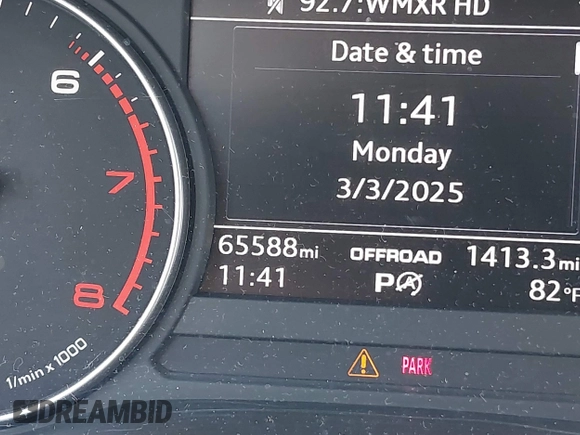 92.7:WMXR HD
Date & time
11:41
Monday
3/3/2025
65588mi OFFROAD 1413.3mi
11:41 P 82°F
PARK
6
7
8
1/min x 1000
DREAMBID